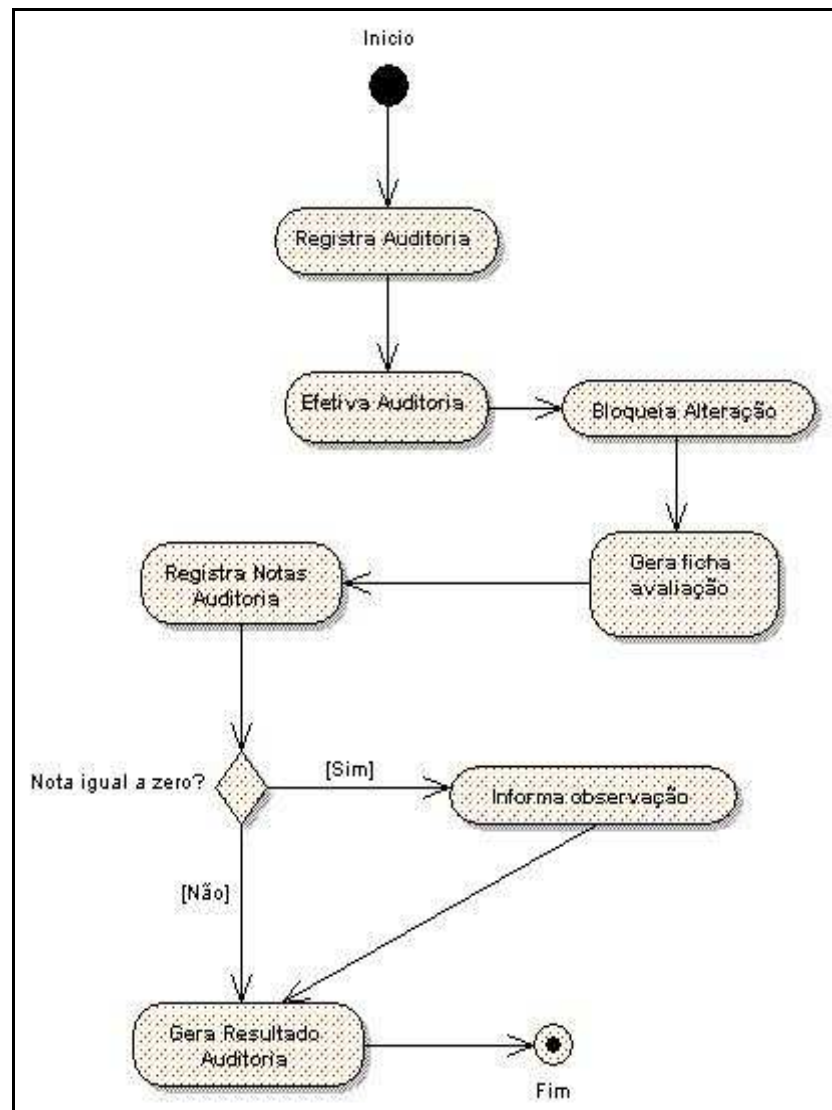 Inicio
Registra Auditoria
Efetiva Auditoria
Bloqueia Alteração
Gera ficha
avaliação
Registra Notas
Auditoria
Nota igual a zero?
[Sim]
Informa observação
[Não]
Gera Resultado
Auditoria
Fim